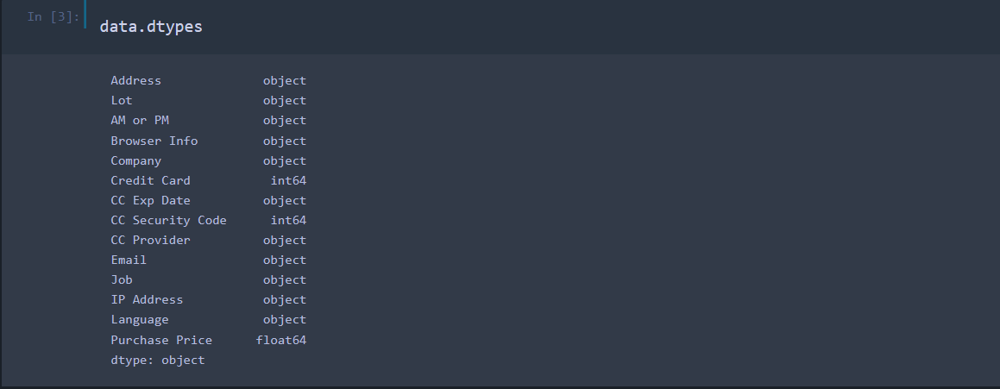 In [3]:
data.dtypes
Address object
Lot object
AM or PM object
Browser Info object
Company object
Credit Card int64
CC Exp Date object
CC Security Code int64
CC Provider object
Email object
Job object
IP Address object
Language object
Purchase Price float64
dtype: object